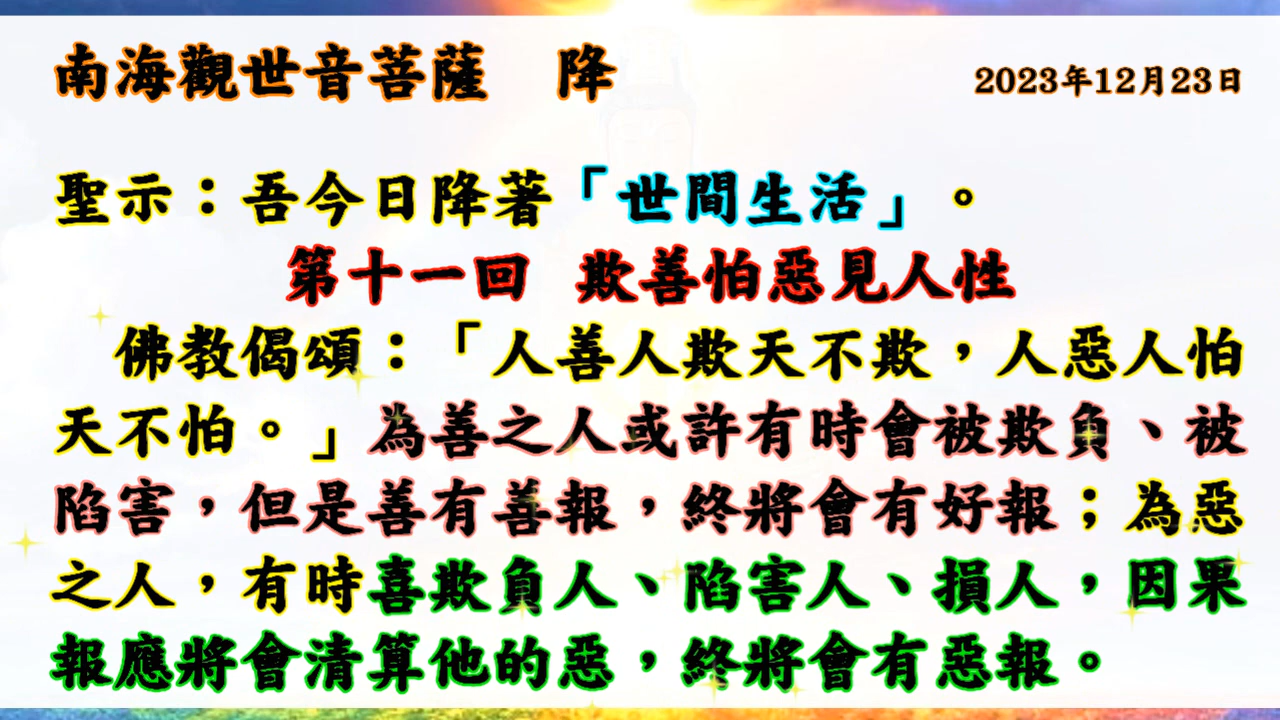 南海觀世音菩薩　降
2023年12月23日
聖示：吾今日降著「世間生活」。
第十一回　欺善怕惡見人性
佛教偈頌：「人善人欺天不欺，人惡人怕
天不怕。」為善之人或許有時會被欺負、被
陷害，但是善有善報，終將會有好報；為惡
之人，有時喜欺負人、陷害人、損人，因果
報應將會清算他的惡，終將會有惡報。